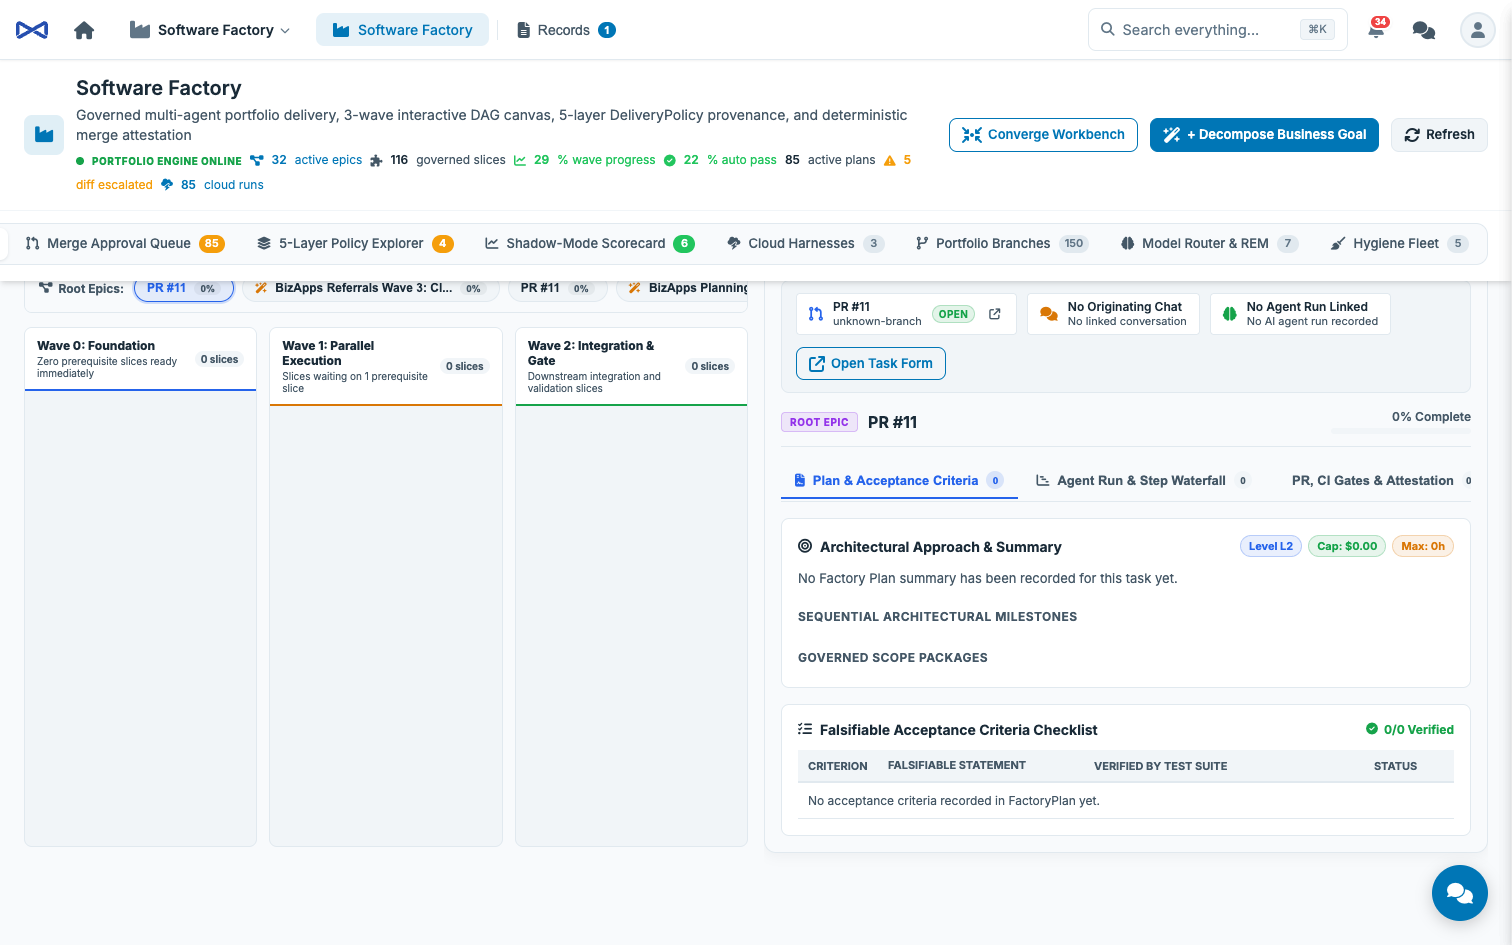 Software Factory
Software Factory
Records 1
Search everything... ⌘K
34
Software Factory
Governed multi-agent portfolio delivery, 3-wave interactive DAG canvas, 5-layer DeliveryPolicy provenance, and deterministic
merge attestation
PORTFOLIO ENGINE ONLINE 32 active epics 116 governed slices 29 % wave progress 22 % auto pass 85 active plans 5
diff escalated 85 cloud runs
Converge Workbench
+ Decompose Business Goal
Refresh
Merge Approval Queue 85
5-Layer Policy Explorer 4
Shadow-Mode Scorecard 6
Cloud Harnesses 3
Portfolio Branches 150
Model Router & REM 7
Hygiene Fleet 5
Root Epics:
PR #11 0%
BizApps Referrals Wave 3: Cl... 0%
PR #11 0%
BizApps Planning
Wave 0: Foundation
Zero prerequisite slices ready
immediately
0 slices
Wave 1: Parallel
Execution
Slices waiting on 1 prerequisite
slice
0 slices
Wave 2: Integration &
Gate
Downstream integration and
validation slices
0 slices
PR #11
unknown-branch
OPEN
No Originating Chat
No linked conversation
No Agent Run Linked
No AI agent run recorded
Open Task Form
ROOT EPIC PR #11
0% Complete
Plan & Acceptance Criteria 0
Agent Run & Step Waterfall 0
PR, CI Gates & Attestation 0
Architectural Approach & Summary
Level L2 Cap: $0.00 Max: 0h
No Factory Plan summary has been recorded for this task yet.
SEQUENTIAL ARCHITECTURAL MILESTONES
GOVERNED SCOPE PACKAGES
Falsifiable Acceptance Criteria Checklist
0/0 Verified
CRITERION FALSIFIABLE STATEMENT VERIFIED BY TEST SUITE STATUS
No acceptance criteria recorded in FactoryPlan yet.